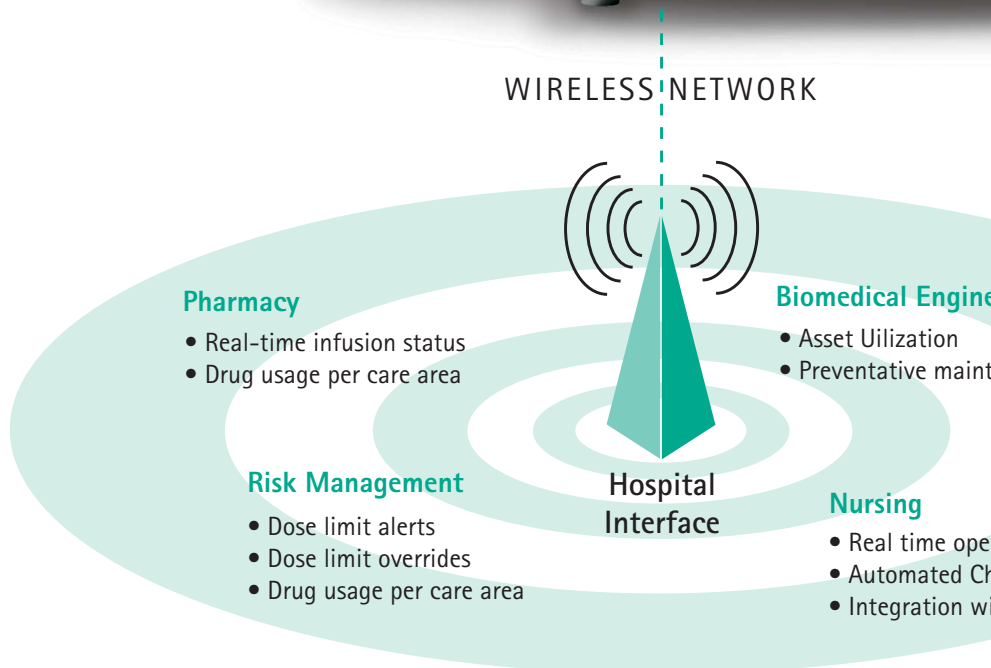 WIRELESS NETWORK
Pharmacy
• Real-time infusion status
• Drug usage per care area
Biomedical Engine
• Asset Uilization
• Preventative maint
Risk Management
• Dose limit alerts
• Dose limit overrides
• Drug usage per care area
Hospital
Interface
Nursing
• Real time ope
• Automated Ch
• Integration wi